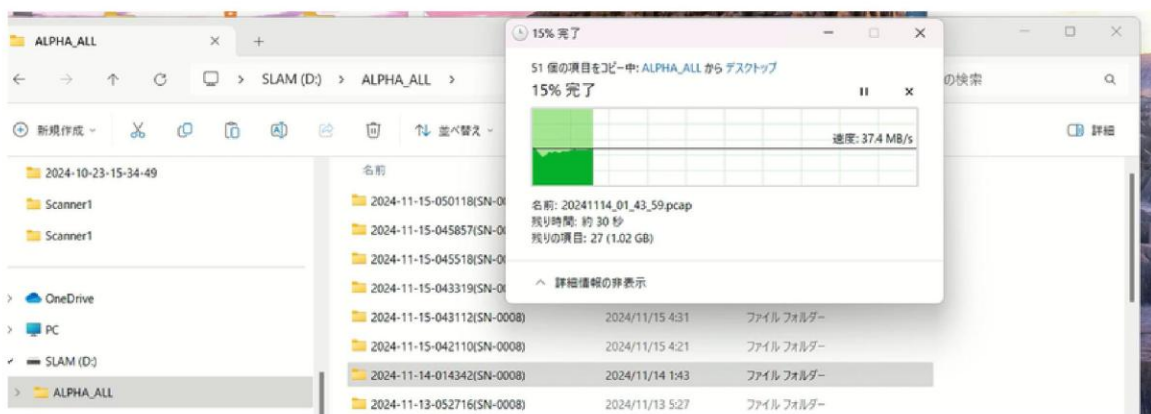 ALPHA_ALL
SLAM (D:) > ALPHA_ALL >
の検索
新規作成
並べ替え
詳細
2024-10-23-15-34-49
Scanner1
Scanner1
OneDrive
PC
SLAM (D:)
ALPHA_ALL
名前
2024-11-15-050118(SN-00
2024-11-15-045857(SN-0
2024-11-15-045518(SN-0
2024-11-15-043319(SN-00
2024-11-15-043112(SN-0008) 2024/11/15 4:31 ファイル フォルダー
2024-11-15-042110(SN-0008) 2024/11/15 4:21 ファイル フォルダー
2024-11-14-014342(SN-0008) 2024/11/14 1:43 ファイル フォルダー
2024-11-13-052716(SN-0008) 2024/11/13 5:27 ファイル フォルダー
15% 完了
51 個の項目をコピー中: ALPHA_ALL から デスクトップ
15% 完了
速度: 37.4 MB/s
名前: 20241114_01_43_59.pcap
残り時間: 約 30 秒
残りの項目: 27 (1.02 GB)
詳細情報の非表示